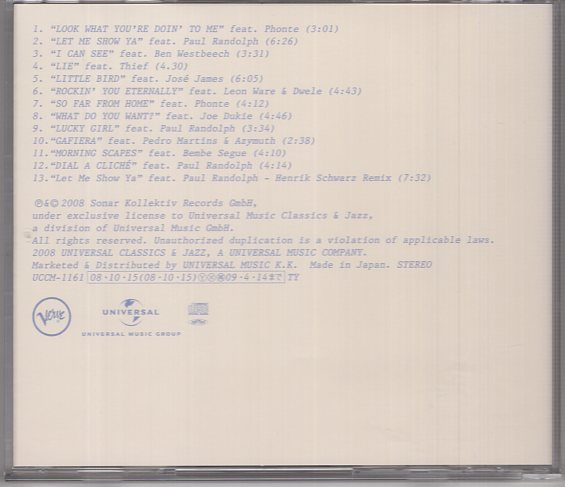 1. "LOOK WHAT YOU'RE DOIN' TO ME" feat. Phonte (3:01)
2. "LET ME SHOW YA" feat. Paul Randolph (6:26)
3. "I CAN SEE" feat. Ben Westbeech (3:31)
4. "LIE" feat. Thief (4.30)
5. "LITTLE BIRD" feat. José James (6:05)
6. "ROCKIN' YOU ETERNALLY" feat. Leon Ware & Dwele (4:43)
7. "SO FAR FROM HOME" feat. Phonte (4:12)
8. "WHAT DO YOU WANT?" feat. Joe Dukie (4:46)
9. "LUCKY GIRL" feat. Paul Randolph (3:34)
10."GAFIERA" feat. Pedro Martins & Azymuth (2:38)
11."MORNING SCAPES" feat. Bembe Segue (4:10)
12."DIAL A CLICHÉ" feat. Paul Randolph (4:14)
13."Let Me Show Ya" feat. Paul Randolph - Henrik Schwarz Remix (7:32)
℗&© 2008 Sonar Kollektiv Records GmbH,
under exclusive license to Universal Music Classics & Jazz,
a division of Universal Music GmbH.
All rights reserved. Unauthorized duplication is a violation of applicable laws.
2008 UNIVERSAL CLASSICS & JAZZ, A UNIVERSAL MUSIC COMPANY.
Marketed & Distributed by UNIVERSAL MUSIC K.K. Made in Japan. STEREO
UCCM-1161 08·10·15(08·10·15)Ⓨ Ⓧ 09·4·14まで TY
Verve
UNIVERSAL
UNIVERSAL MUSIC GROUP